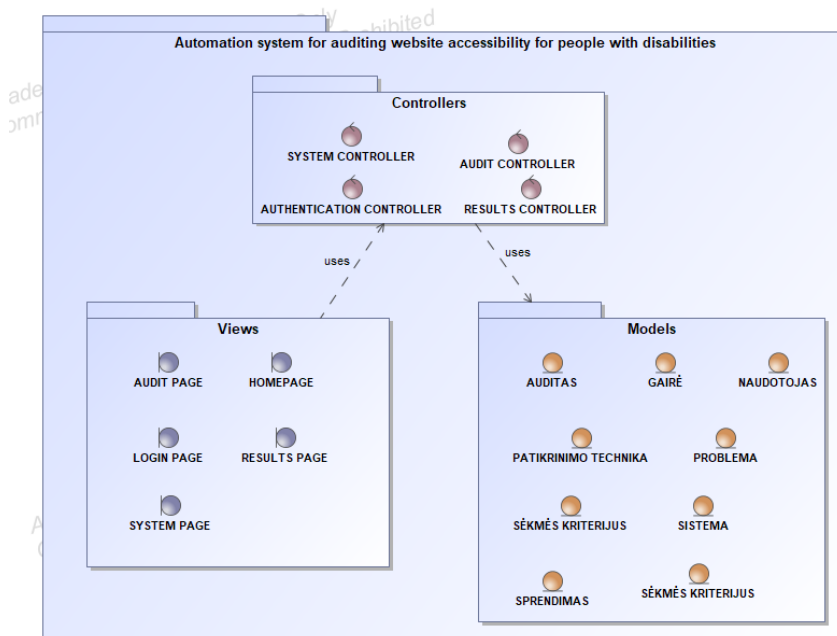 Automation system for auditing website accessibility for people with disabilities
Controllers
SYSTEM CONTROLLER
AUDIT CONTROLLER
AUTHENTICATION CONTROLLER
RESULTS CONTROLLER
uses
uses
Views
AUDIT PAGE
HOMEPAGE
LOGIN PAGE
RESULTS PAGE
SYSTEM PAGE
Models
AUDITAS
GAIRĖ
NAUDOTOJAS
PATIKRINIMO TECHNIKA
PROBLEMA
SĖKMĖS KRITERIJUS
SISTEMA
SPRENDIMAS
SĖKMĖS KRITERIJUS